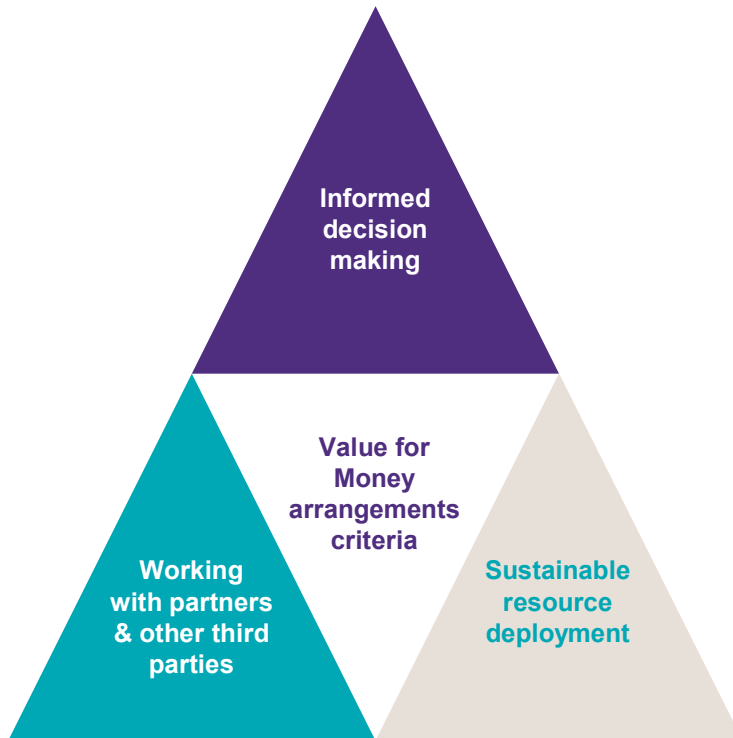 Informed
decision
making
Value for
Money
arrangements
criteria
Working
with partners
& other third
parties
Sustainable
resource
deployment